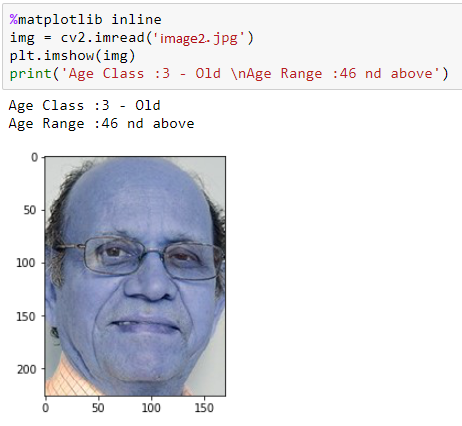 %matplotlib inline
img = cv2.imread('image2.jpg')
plt.imshow(img)
print('Age Class :3 - Old \nAge Range :46 nd above')
Age Class :3 - Old
Age Range :46 nd above
0
50
100
150
200
0 50 100 150